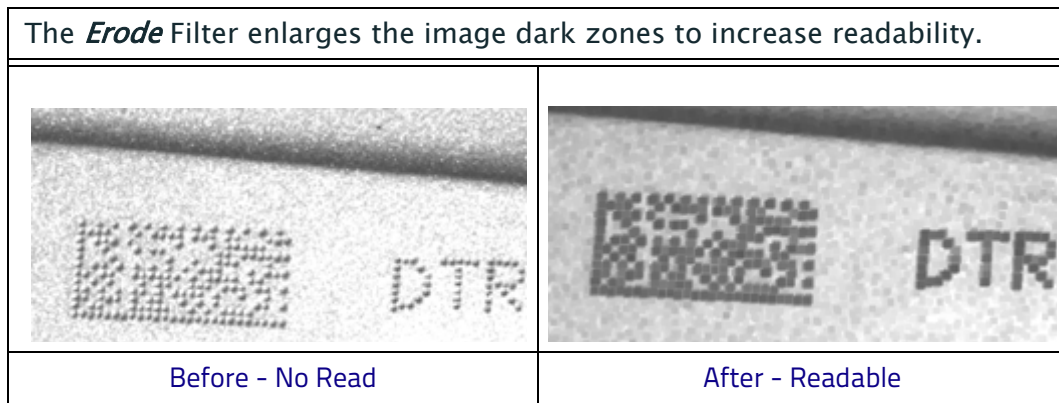 The Erode Filter enlarges the image dark zones to increase readability.
DTR
DTR
Before - No Read
After - Readable